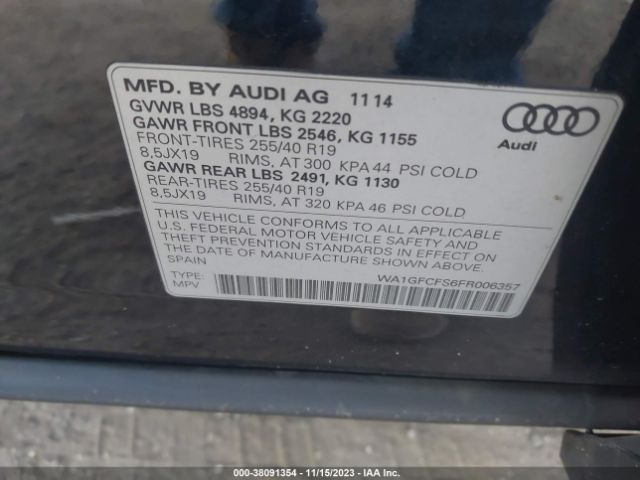 MFD. BY AUDI AG 11 14
GVWR LBS 4894, KG 2220
GAWR FRONT LBS 2546, KG 1155
FRONT-TIRES 255/40 R19
8,5JX19 RIMS, AT 300 KPA 44 PSI COLD
GAWR REAR LBS 2491, KG 1130
REAR-TIRES 255/40 R19
8,5JX19 RIMS, AT 320 KPA 46 PSI COLD
THIS VEHICLE CONFORMS TO ALL APPLICABLE
U.S. FEDERAL MOTOR VEHICLE SAFETY AND
THEFT PREVENTION STANDARDS IN EFFECT ON
THE DATE OF MANUFACTURE SHOWN ABOVE.
SPAIN
TYPE:
MPV
WA1GFCFS6FR006357
Audi
000-38091354 - 11/15/2023 - IAA Inc.